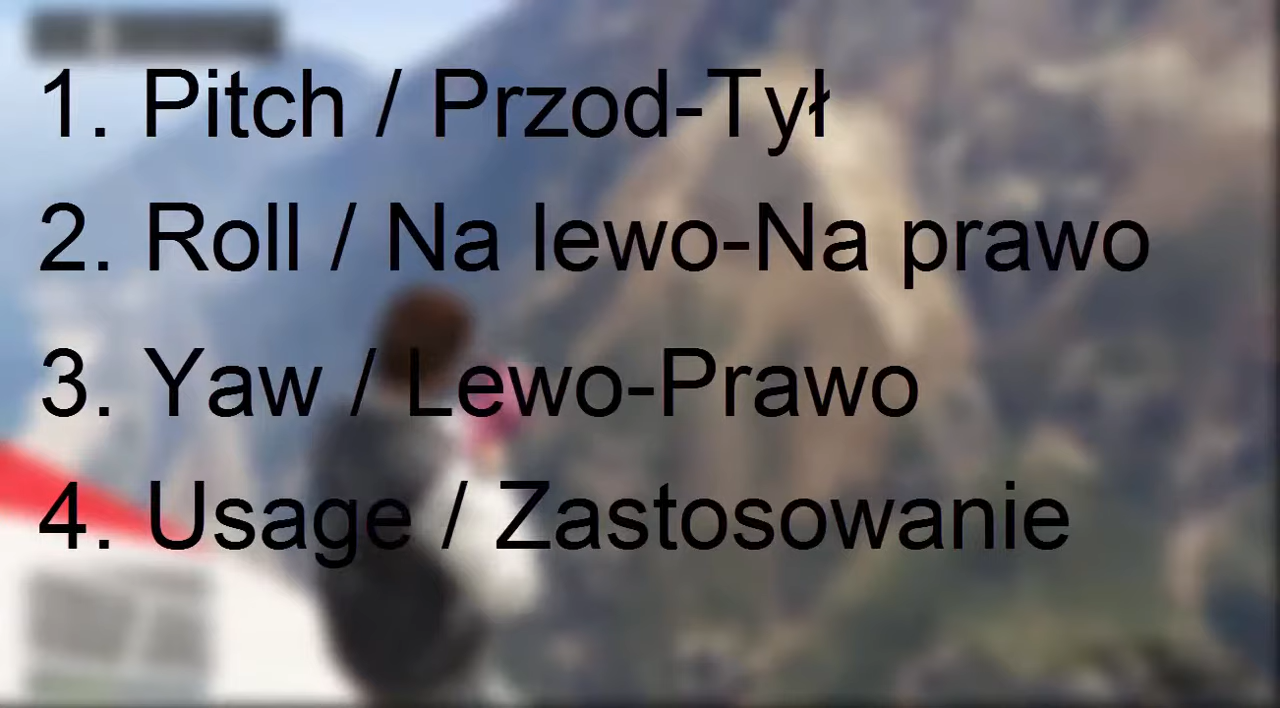 1. Pitch / Przod-Tył
2. Roll / Na lewo-Na prawo
3. Yaw / Lewo-Prawo
4. Usage / Zastosowanie